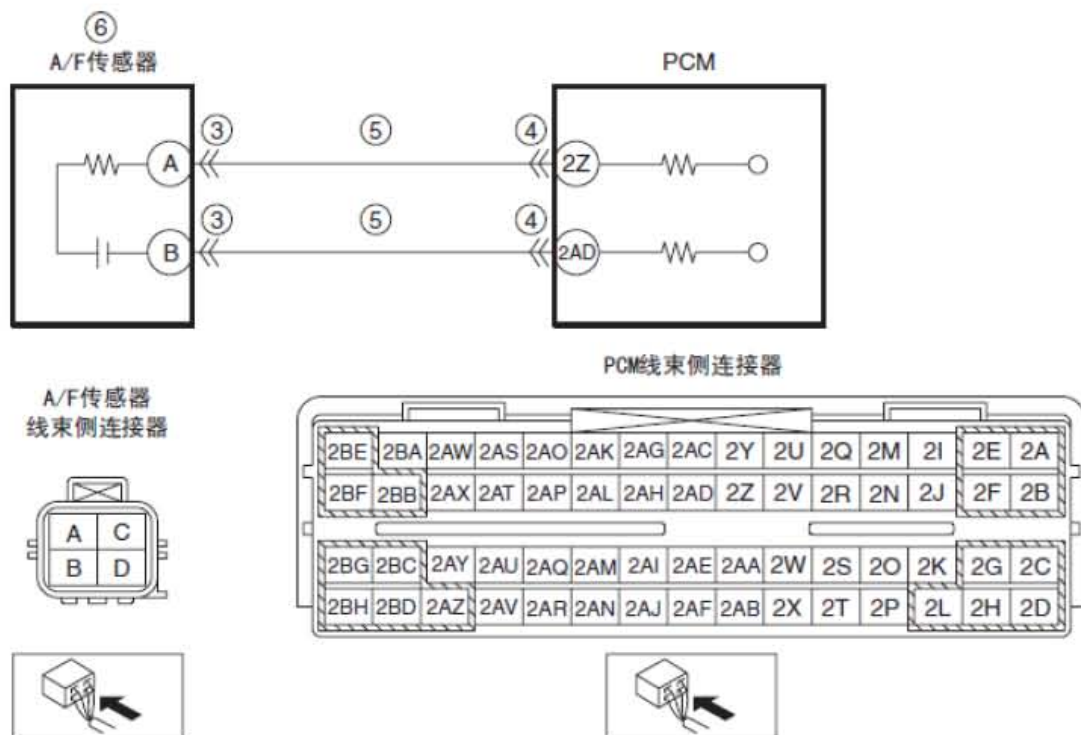 ⑥
A/F传感器
PCM
③ ⑤ ④
A 2Z
③ ⑤ ④
B 2AD
PCM线束侧连接器
A/F传感器
线束侧连接器
A C
B D
2BE 2BA 2AW 2AS 2AO 2AK 2AG 2AC 2Y 2U 2Q 2M 2I 2E 2A
2BF 2BB 2AX 2AT 2AP 2AL 2AH 2AD 2Z 2V 2R 2N 2J 2F 2B
2BG 2BC 2AY 2AU 2AQ 2AM 2AI 2AE 2AA 2W 2S 2O 2K 2G 2C
2BH 2BD 2AZ 2AV 2AR 2AN 2AJ 2AF 2AB 2X 2T 2P 2L 2H 2D